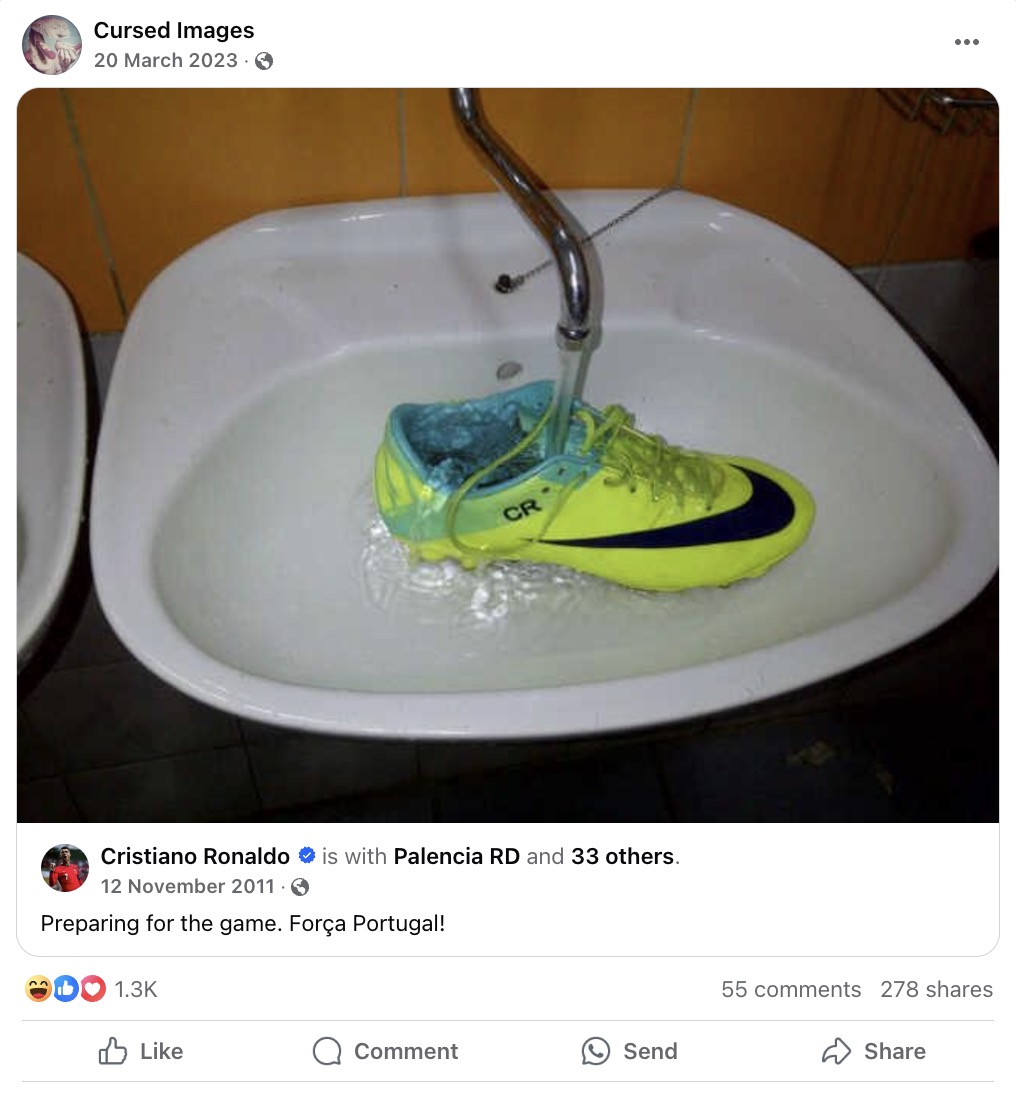 Cursed Images
20 March 2023 ·
CR
Cristiano Ronaldo is with Palencia RD and 33 others.
12 November 2011 ·
Preparing for the game. Força Portugal!
1.3K
55 comments 278 shares
Like Comment Send Share